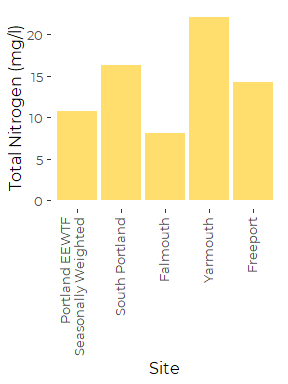 Total Nitrogen (mg/l)
20
15
10
5
0
Portland EEWTF
Seasonally Weighted
South Portland
Falmouth
Yarmouth
Freeport
Site